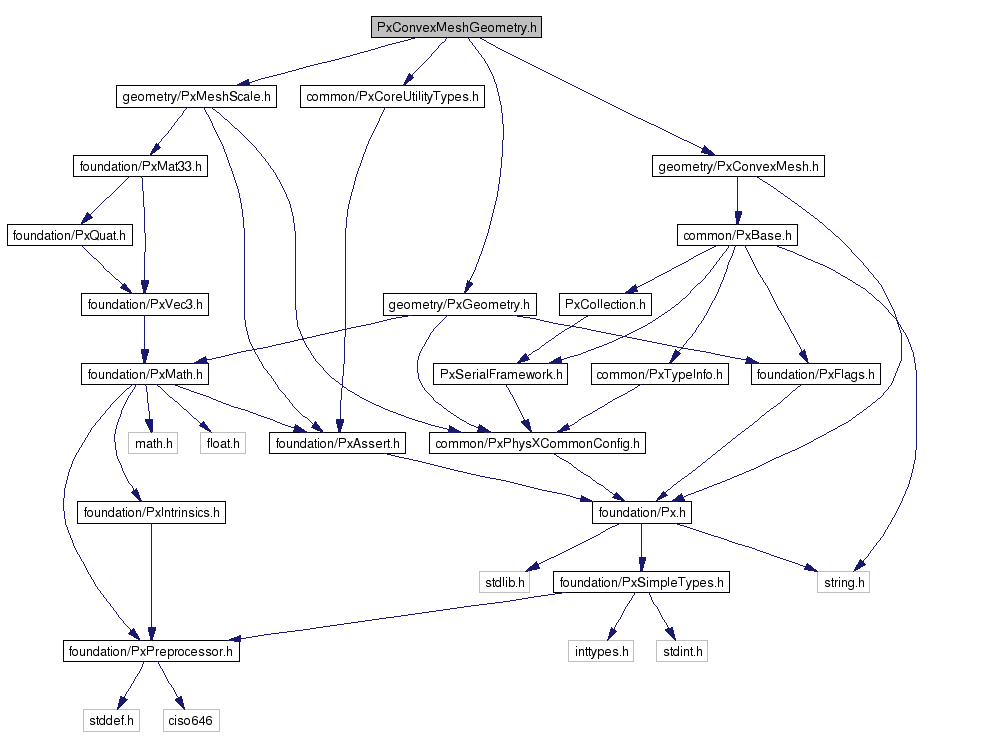 PxConvexMeshGeometry.h
geometry/PxMeshScale.h
common/PxCoreUtilityTypes.h
foundation/PxMat33.h
geometry/PxConvexMesh.h
foundation/PxQuat.h
common/PxBase.h
foundation/PxVec3.h
geometry/PxGeometry.h
PxCollection.h
foundation/PxMath.h
PxSerialFramework.h
common/PxTypeInfo.h
foundation/PxFlags.h
math.h
float.h
foundation/PxAssert.h
common/PxPhysXCommonConfig.h
foundation/PxIntrinsics.h
foundation/Px.h
stdlib.h
foundation/PxSimpleTypes.h
string.h
foundation/PxPreprocessor.h
inttypes.h
stdint.h
stddef.h
ciso646